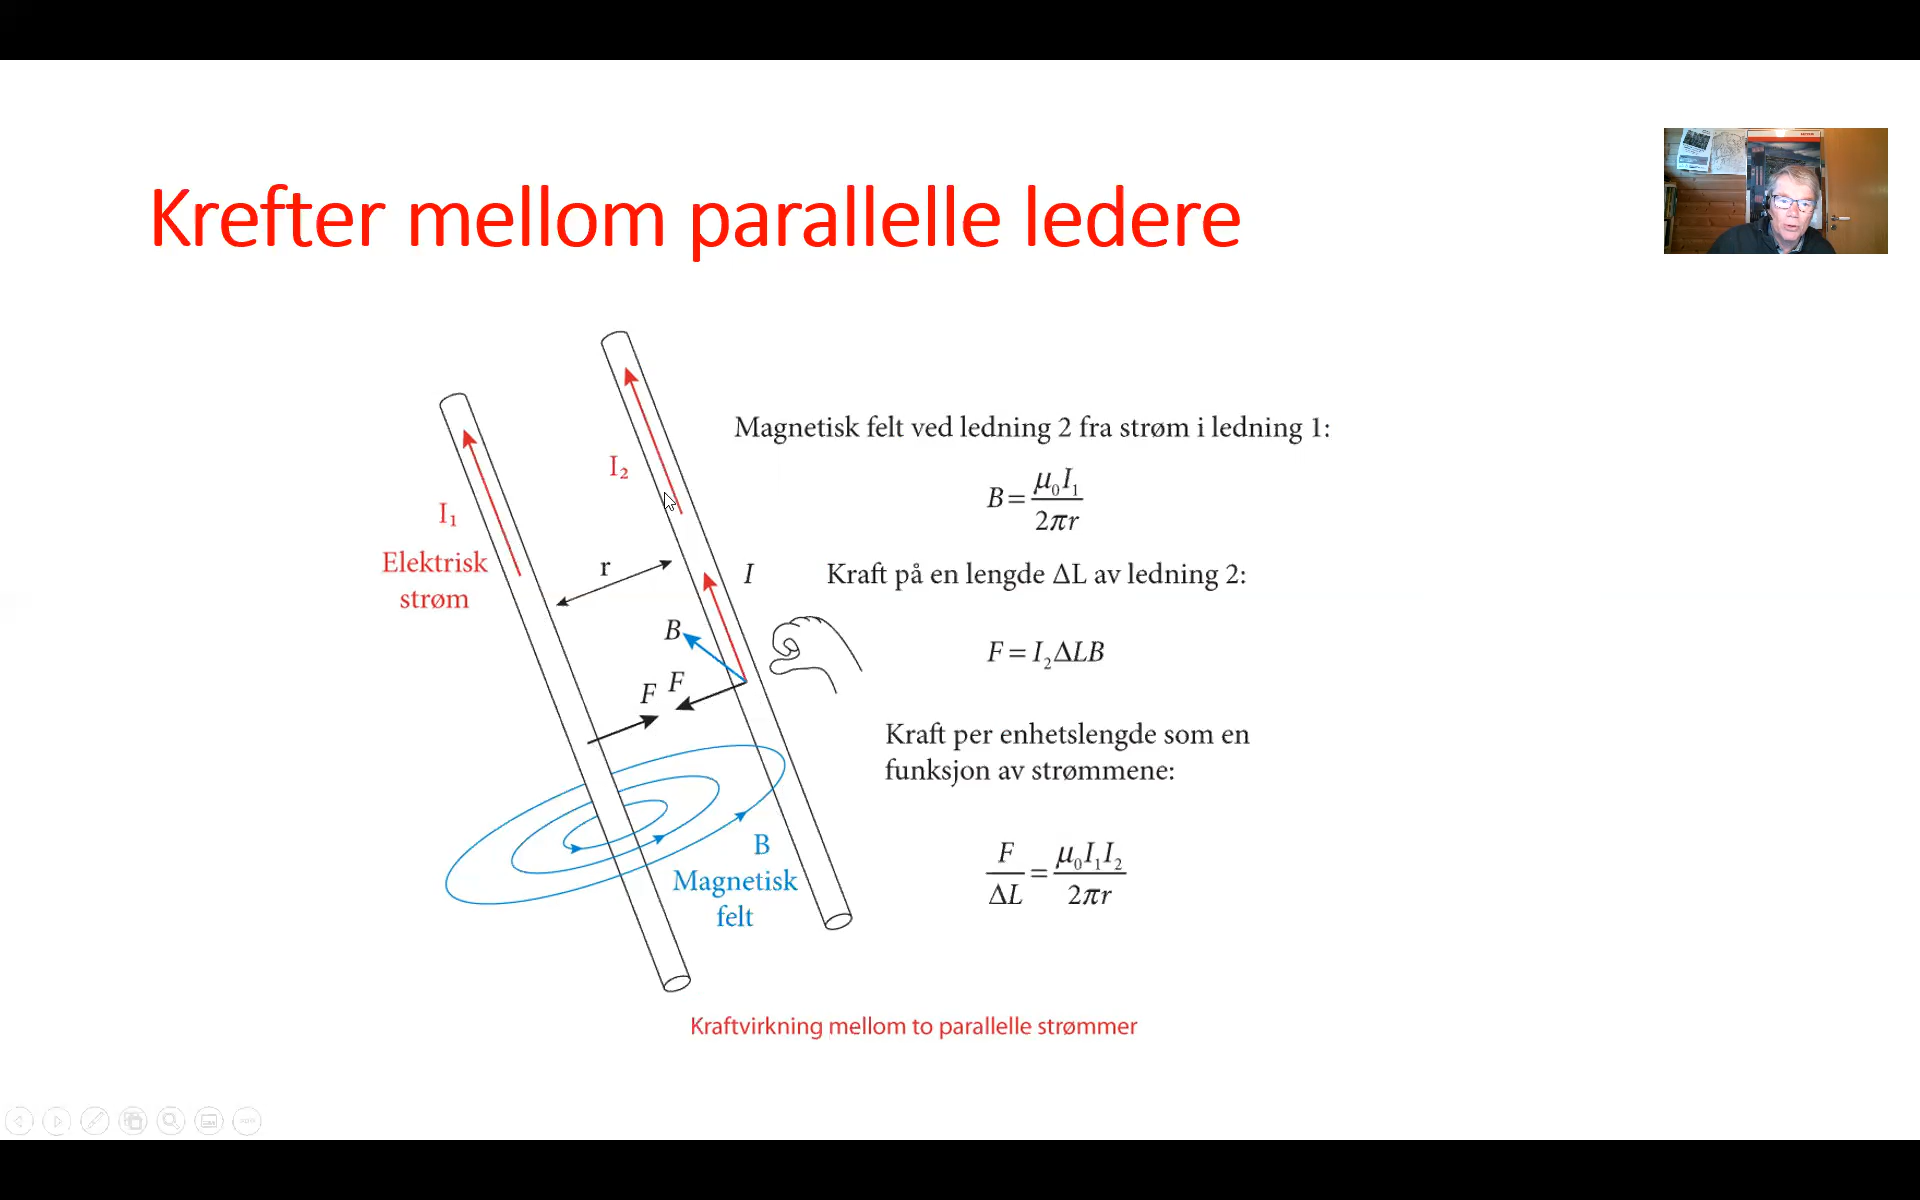 Krefter mellom parallelle ledere
Magnetisk felt ved ledning 2 fra strøm i ledning 1:
I₂
B = μ₀I₁ / 2πr
I₁
Elektrisk
strøm
r
I
Kraft på en lengde ΔL av ledning 2:
B
F = I₂ΔLB
F F
Kraft per enhetslengde som en
funksjon av strømmene:
B
Magnetisk
felt
F / ΔL = μ₀I₁I₂ / 2πr
Kraftvirkning mellom to parallelle strømmer